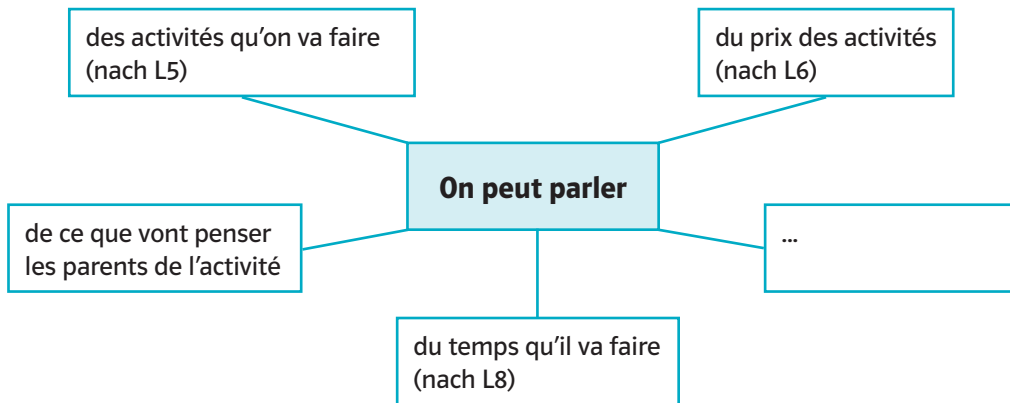 des activités qu'on va faire
(nach L5)
du prix des activités
(nach L6)
On peut parler
de ce que vont penser
les parents de l'activité
...
du temps qu'il va faire
(nach L8)